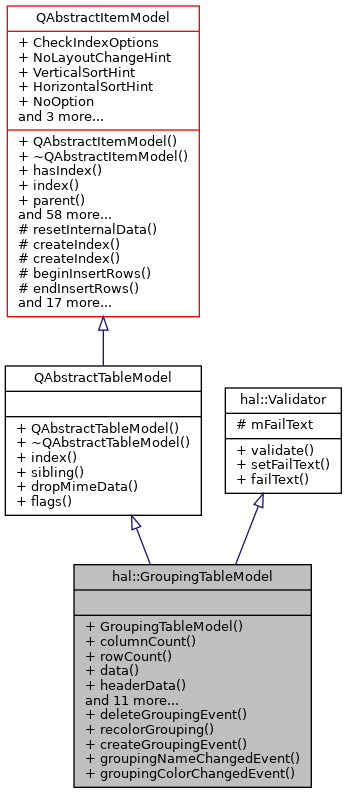 QAbstractItemModel
+ CheckIndexOptions
+ NoLayoutChangeHint
+ VerticalSortHint
+ HorizontalSortHint
+ NoOption
and 3 more...
+ QAbstractItemModel()
+ ~QAbstractItemModel()
+ hasIndex()
+ index()
+ parent()
and 58 more...
# resetInternalData()
# createIndex()
# createIndex()
# beginInsertRows()
# endInsertRows()
and 17 more...
QAbstractTableModel
+ QAbstractTableModel()
+ ~QAbstractTableModel()
+ index()
+ sibling()
+ dropMimeData()
+ flags()
hal::Validator
# mFailText
+ validate()
+ setFailText()
+ failText()
hal::GroupingTableModel
+ GroupingTableModel()
+ columnCount()
+ rowCount()
+ data()
+ headerData()
and 11 more...
+ deleteGroupingEvent()
+ recolorGrouping()
+ createGroupingEvent()
+ groupingNameChangedEvent()
+ groupingColorChangedEvent()